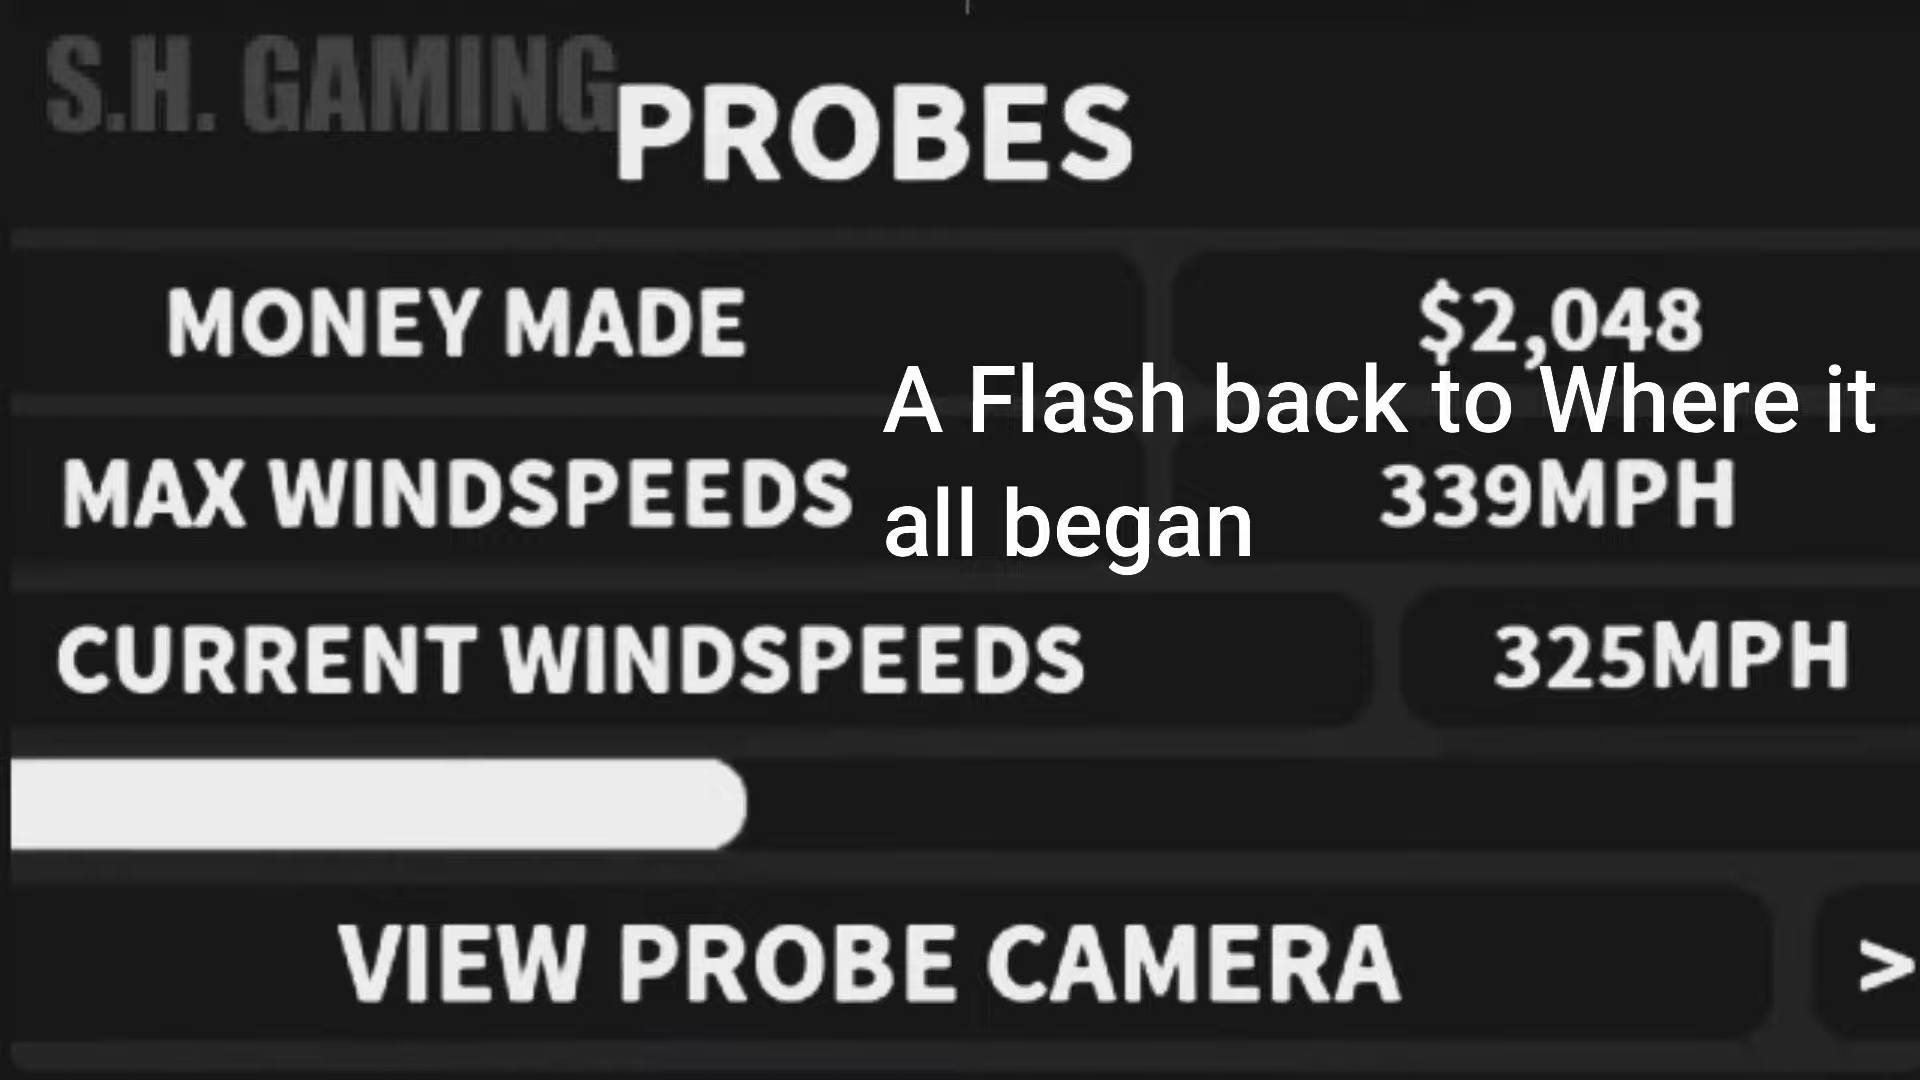 S.H. GAMING
PROBES
MONEY MADE
$2,048
A Flash back to Where it
all began
MAX WINDSPEEDS
339MPH
CURRENT WINDSPEEDS
325MPH
VIEW PROBE CAMERA
>